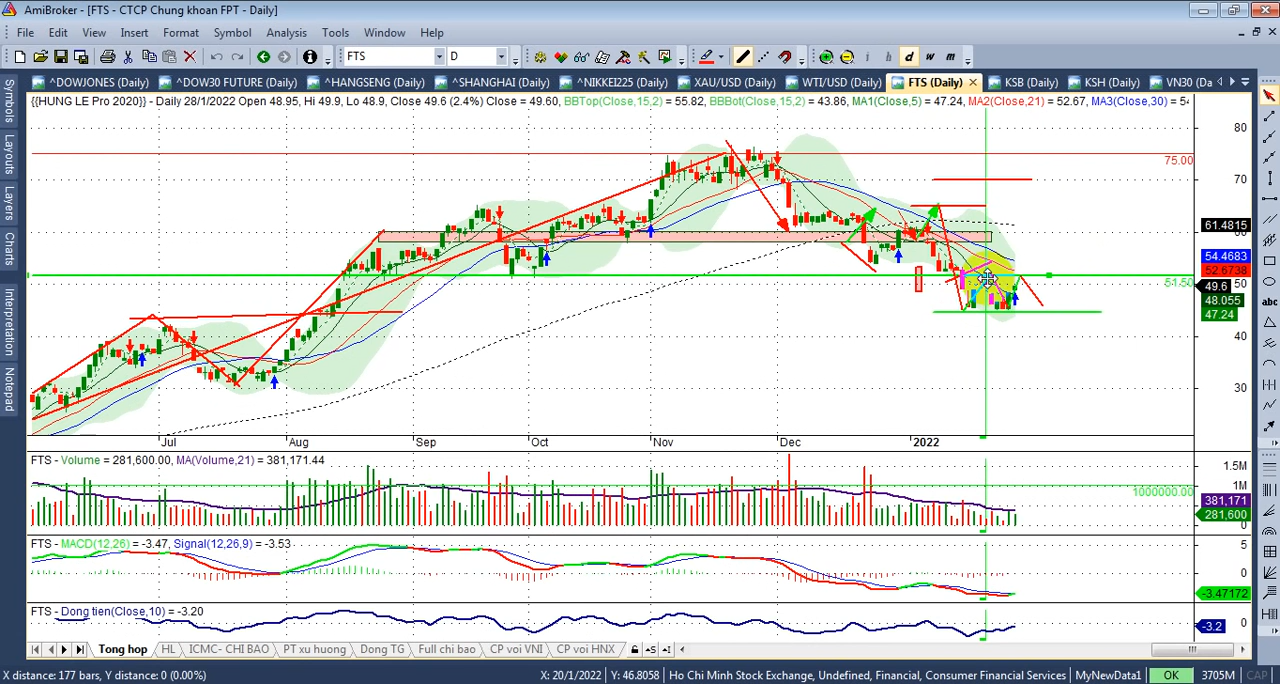 AmiBroker - [FTS - CTCP Chung khoan FPT - Daily]
File Edit View Insert Format Symbol Analysis Tools Window Help
FTS D i h d w m
^DOWJONES (Daily) ^DOW30 FUTURE (Daily) ^HANGSENG (Daily) ^SHANGHAI (Daily) ^NIKKEI225 (Daily) XAU/USD (Daily) WTI/USD (Daily) FTS (Daily) KSB (Daily) KSH (Daily) VN30 (Da
Symbols
Layouts
Layers
Charts
Interpretation
Notepad
{{HUNG LE Pro 2020}} - Daily 28/1/2022 Open 48.95, Hi 49.9, Lo 48.9, Close 49.6 (2.4%) Close = 49.60, BBTop(Close,15,2) = 55.82, BBBot(Close,15,2) = 43.86, MA1(Close,5) = 47.24, MA2(Close,21) = 52.67, MA3(Close,30) = 54
80
75.00
70
61.4815
54.4683
52.6738
51.50
49.6
48.055
47.24
40
30
Jul Aug Sep Oct Nov Dec 2022
FTS - Volume = 281,600.00, MA(Volume,21) = 381,171.44
1.5M
1M
1000000.00
381,171
281,600
0
FTS - MACD(12,26) = -3.47, Signal(12,26,9) = -3.53
5
0
-3.47172
FTS - Dong tien(Close,10) = -3.20
0
-3.2
Tong hop HL ICMC- CHI BAO PT xu huong Dong TG Full chi bao CP voi VNI CP voi HNX
X distance: 177 bars, Y distance: 0 (0.00%) X: 20/1/2022 Y: 46.8058 Ho Chi Minh Stock Exchange, Undefined, Financial, Consumer Financial Services MyNewData1 OK 3705M CAP